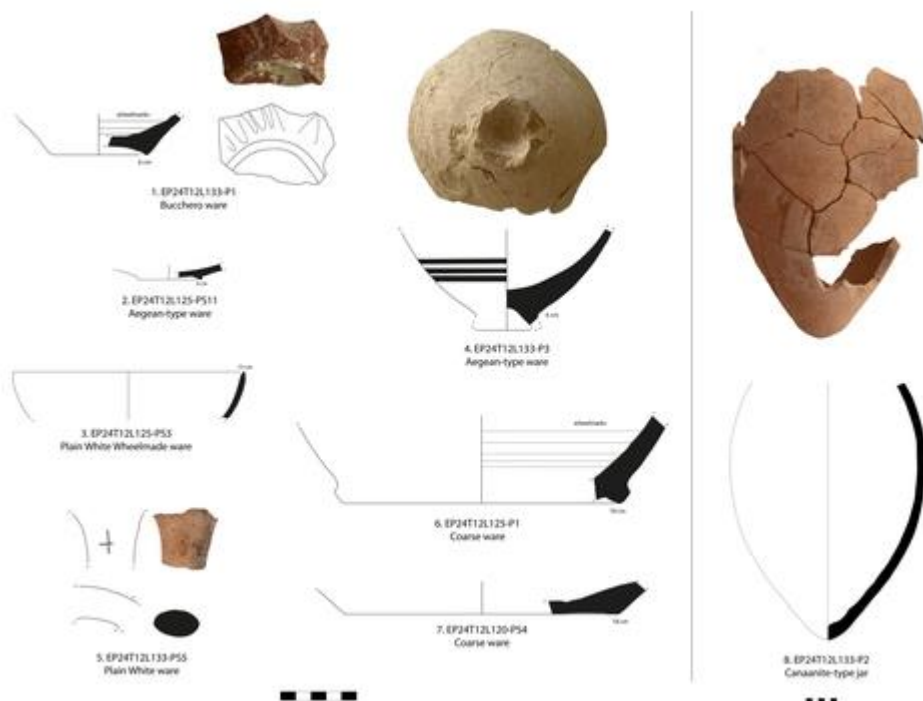 wheelmade
1. EP24T12L133-P1
Bucchero ware
2. EP24T12L125-PS11
Aegean-type ware
3. EP24T12L125-PS3
Plain White Wheelmade ware
4. EP24T12L133-P3
Aegean-type ware
5. EP24T12L133-PS5
Plain White ware
wheelmade
6. EP24T12L125-P1
Coarse ware
7. EP24T12L120-PS4
Coarse ware
8. EP24T12L133-P2
Canaanite-type jar